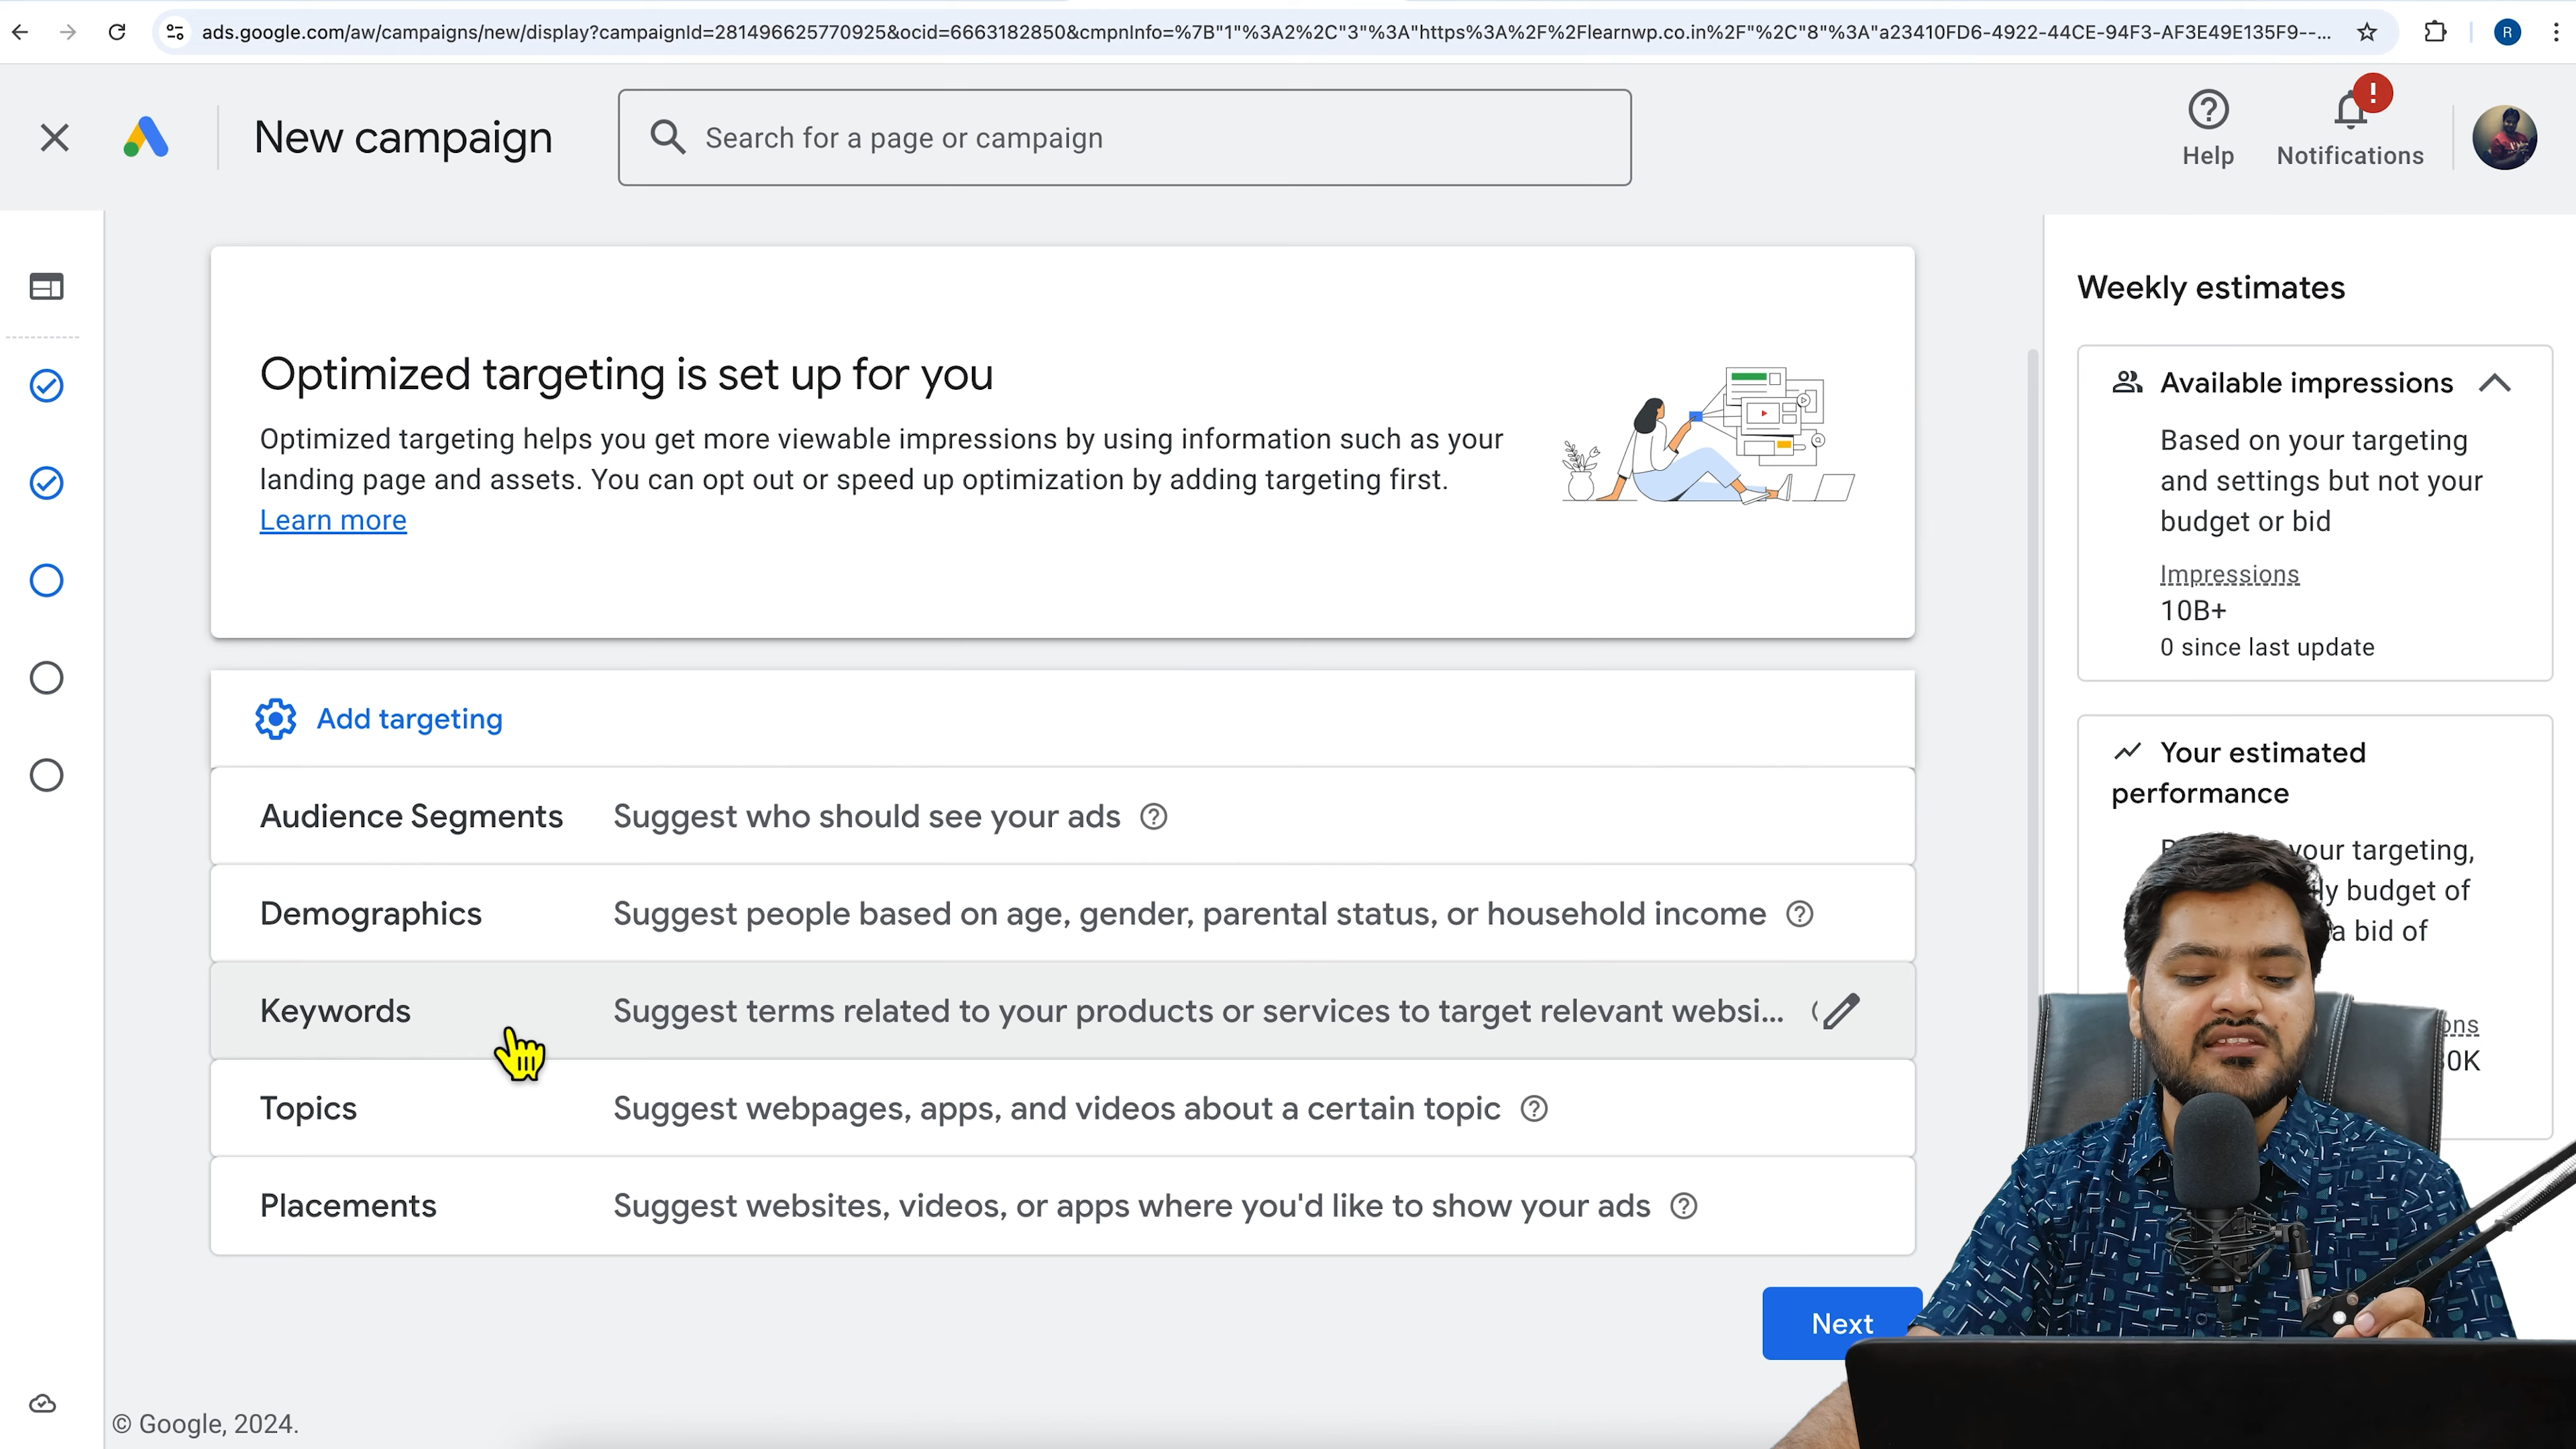 ads.google.com/aw/campaigns/new/display?campaignId=281496625770925&ocid=6663182850&cmpnInfo=%7B"1"%3A2%2C"3"%3A"https%3A%2F%2Flearnwp.co.in%2F"%2C"8"%3A"a23410FD6-4922-44CE-94F3-AF3E49E135F9--...
R
New campaign
Search for a page or campaign
Help
!
Notifications
Optimized targeting is set up for you
Optimized targeting helps you get more viewable impressions by using information such as your
landing page and assets. You can opt out or speed up optimization by adding targeting first.
Learn more
Add targeting
Audience Segments Suggest who should see your ads
Demographics Suggest people based on age, gender, parental status, or household income
Keywords Suggest terms related to your products or services to target relevant websi...
Topics Suggest webpages, apps, and videos about a certain topic
Placements Suggest websites, videos, or apps where you'd like to show your ads
Next
© Google, 2024.
Weekly estimates
Available impressions
Based on your targeting
and settings but not your
budget or bid
Impressions
10B+
0 since last update
Your estimated
performance
your targeting,
budget of
a bid of